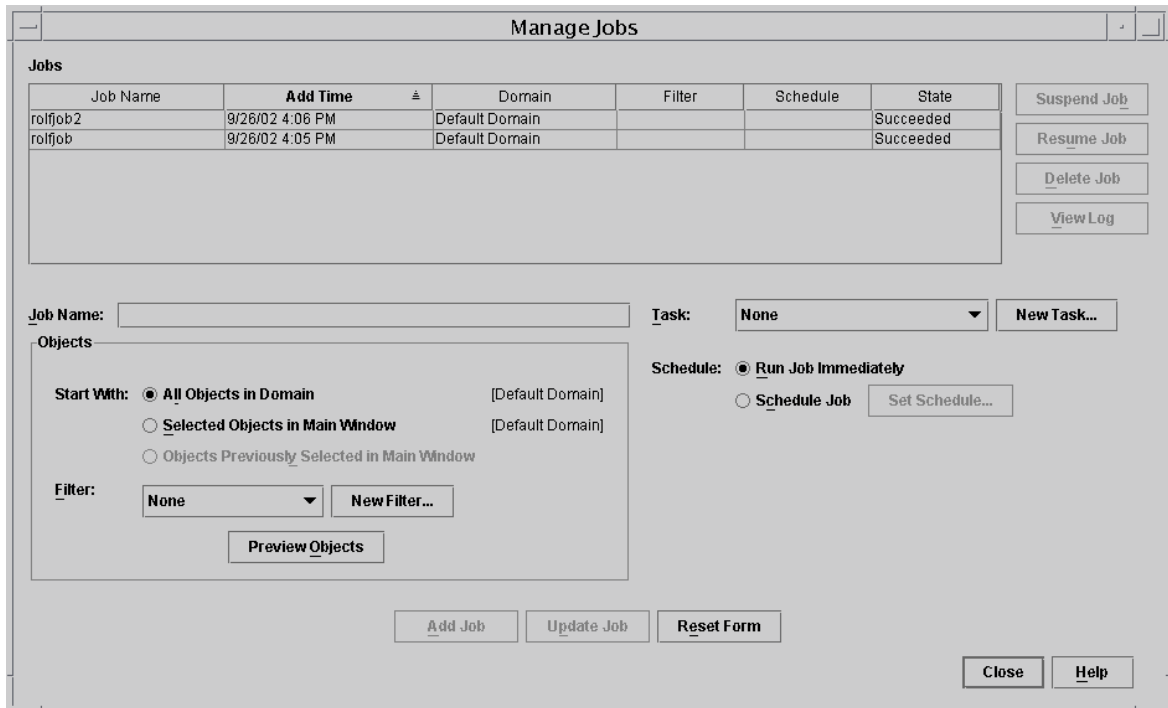 Manage Jobs
Jobs
Job Name Add Time Domain Filter Schedule State
rolfjob2 9/26/02 4:06 PM Default Domain Succeeded
rolfjob 9/26/02 4:05 PM Default Domain Succeeded
Suspend Job
Resume Job
Delete Job
View Log
Job Name:
Task: None New Task...
Objects
Start With: All Objects in Domain [Default Domain]
Selected Objects in Main Window [Default Domain]
Objects Previously Selected in Main Window
Filter: None New Filter...
Preview Objects
Schedule: Run Job Immediately
Schedule Job Set Schedule...
Add Job Update Job Reset Form
Close Help